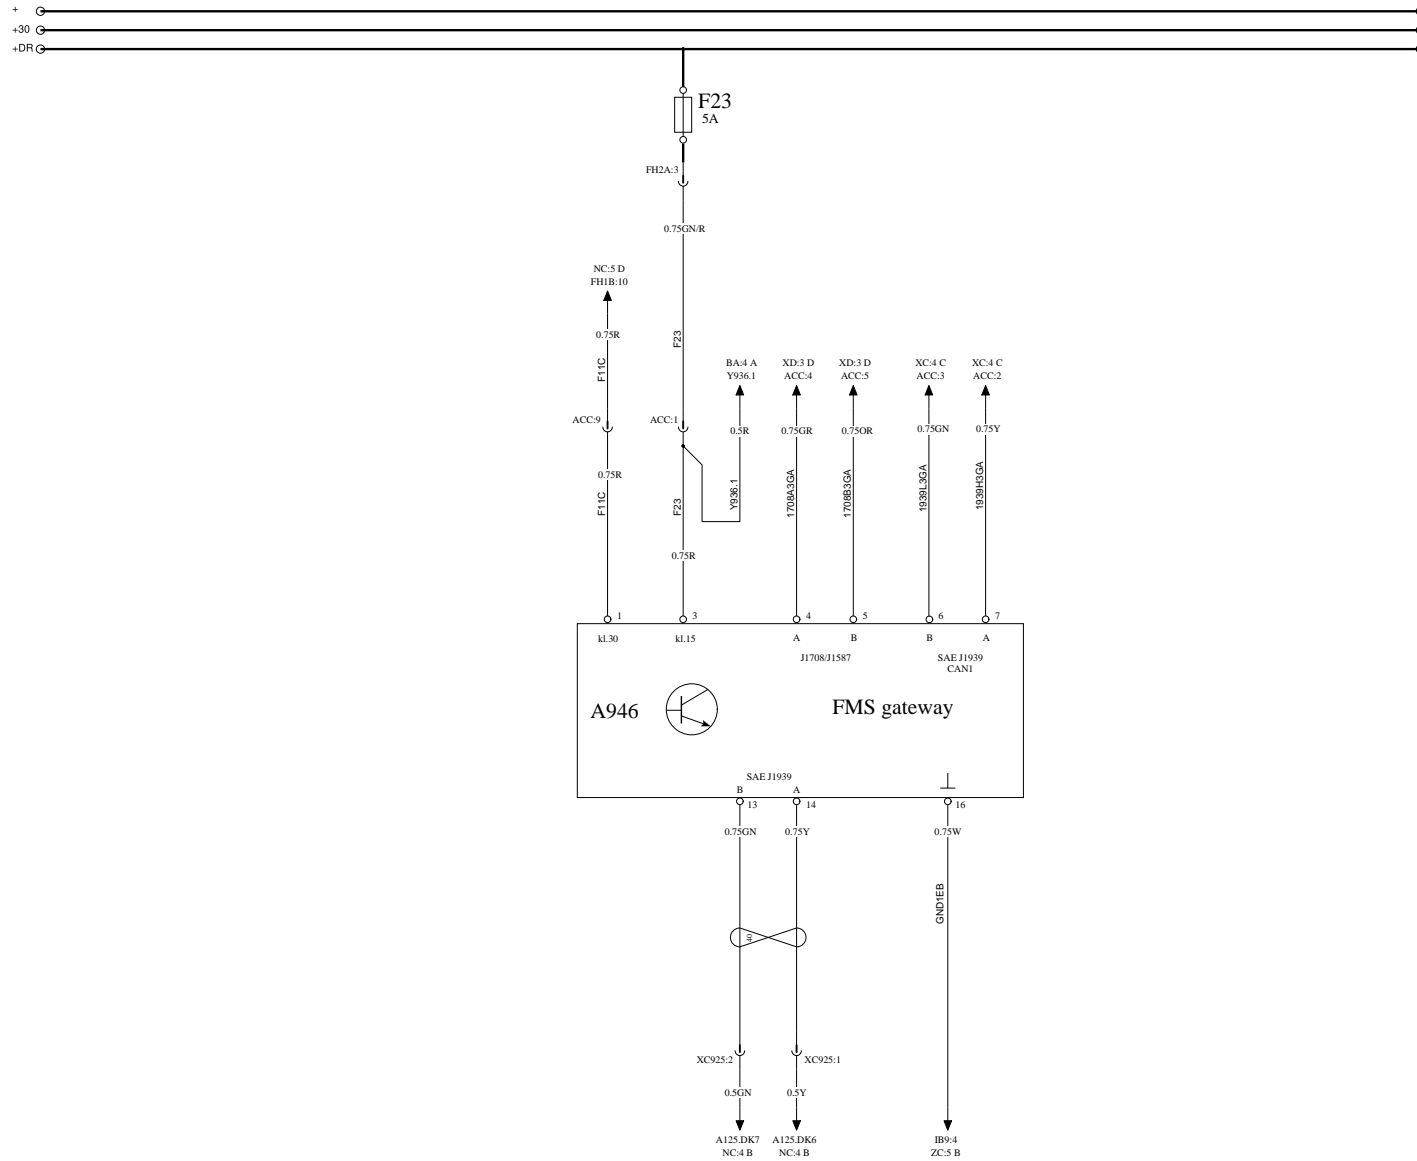 +
+30
+DR
F23
5A
FH2A:3
0.75GN/R
NC:5 D
FH1B:10
0.75R
F11C
F23
BA:4 A
Y936.1
XD:3 D
ACC:4
XD:3 D
ACC:5
XC:4 C
ACC:3
XC:4 C
ACC:2
ACC:9
ACC:1
0.5R
0.75GR
0.75OR
0.75GN
0.75Y
0.75R
F11C
F23
Y936.1
1708A3GA
1708B3GA
1939L3GA
1939H3GA
0.75R
1
3
4
5
6
7
kl.30
kl.15
A
B
B
A
J1708/J1587
SAE J1939
CAN1
A946
FMS gateway
SAE J1939
B
A
13
14
16
0.75GN
0.75Y
0.75W
GND1EB
40
XC925:2
XC925:1
0.5GN
0.5Y
A125.DK7
NC:4 B
A125.DK6
NC:4 B
IB9:4
ZC:5 B